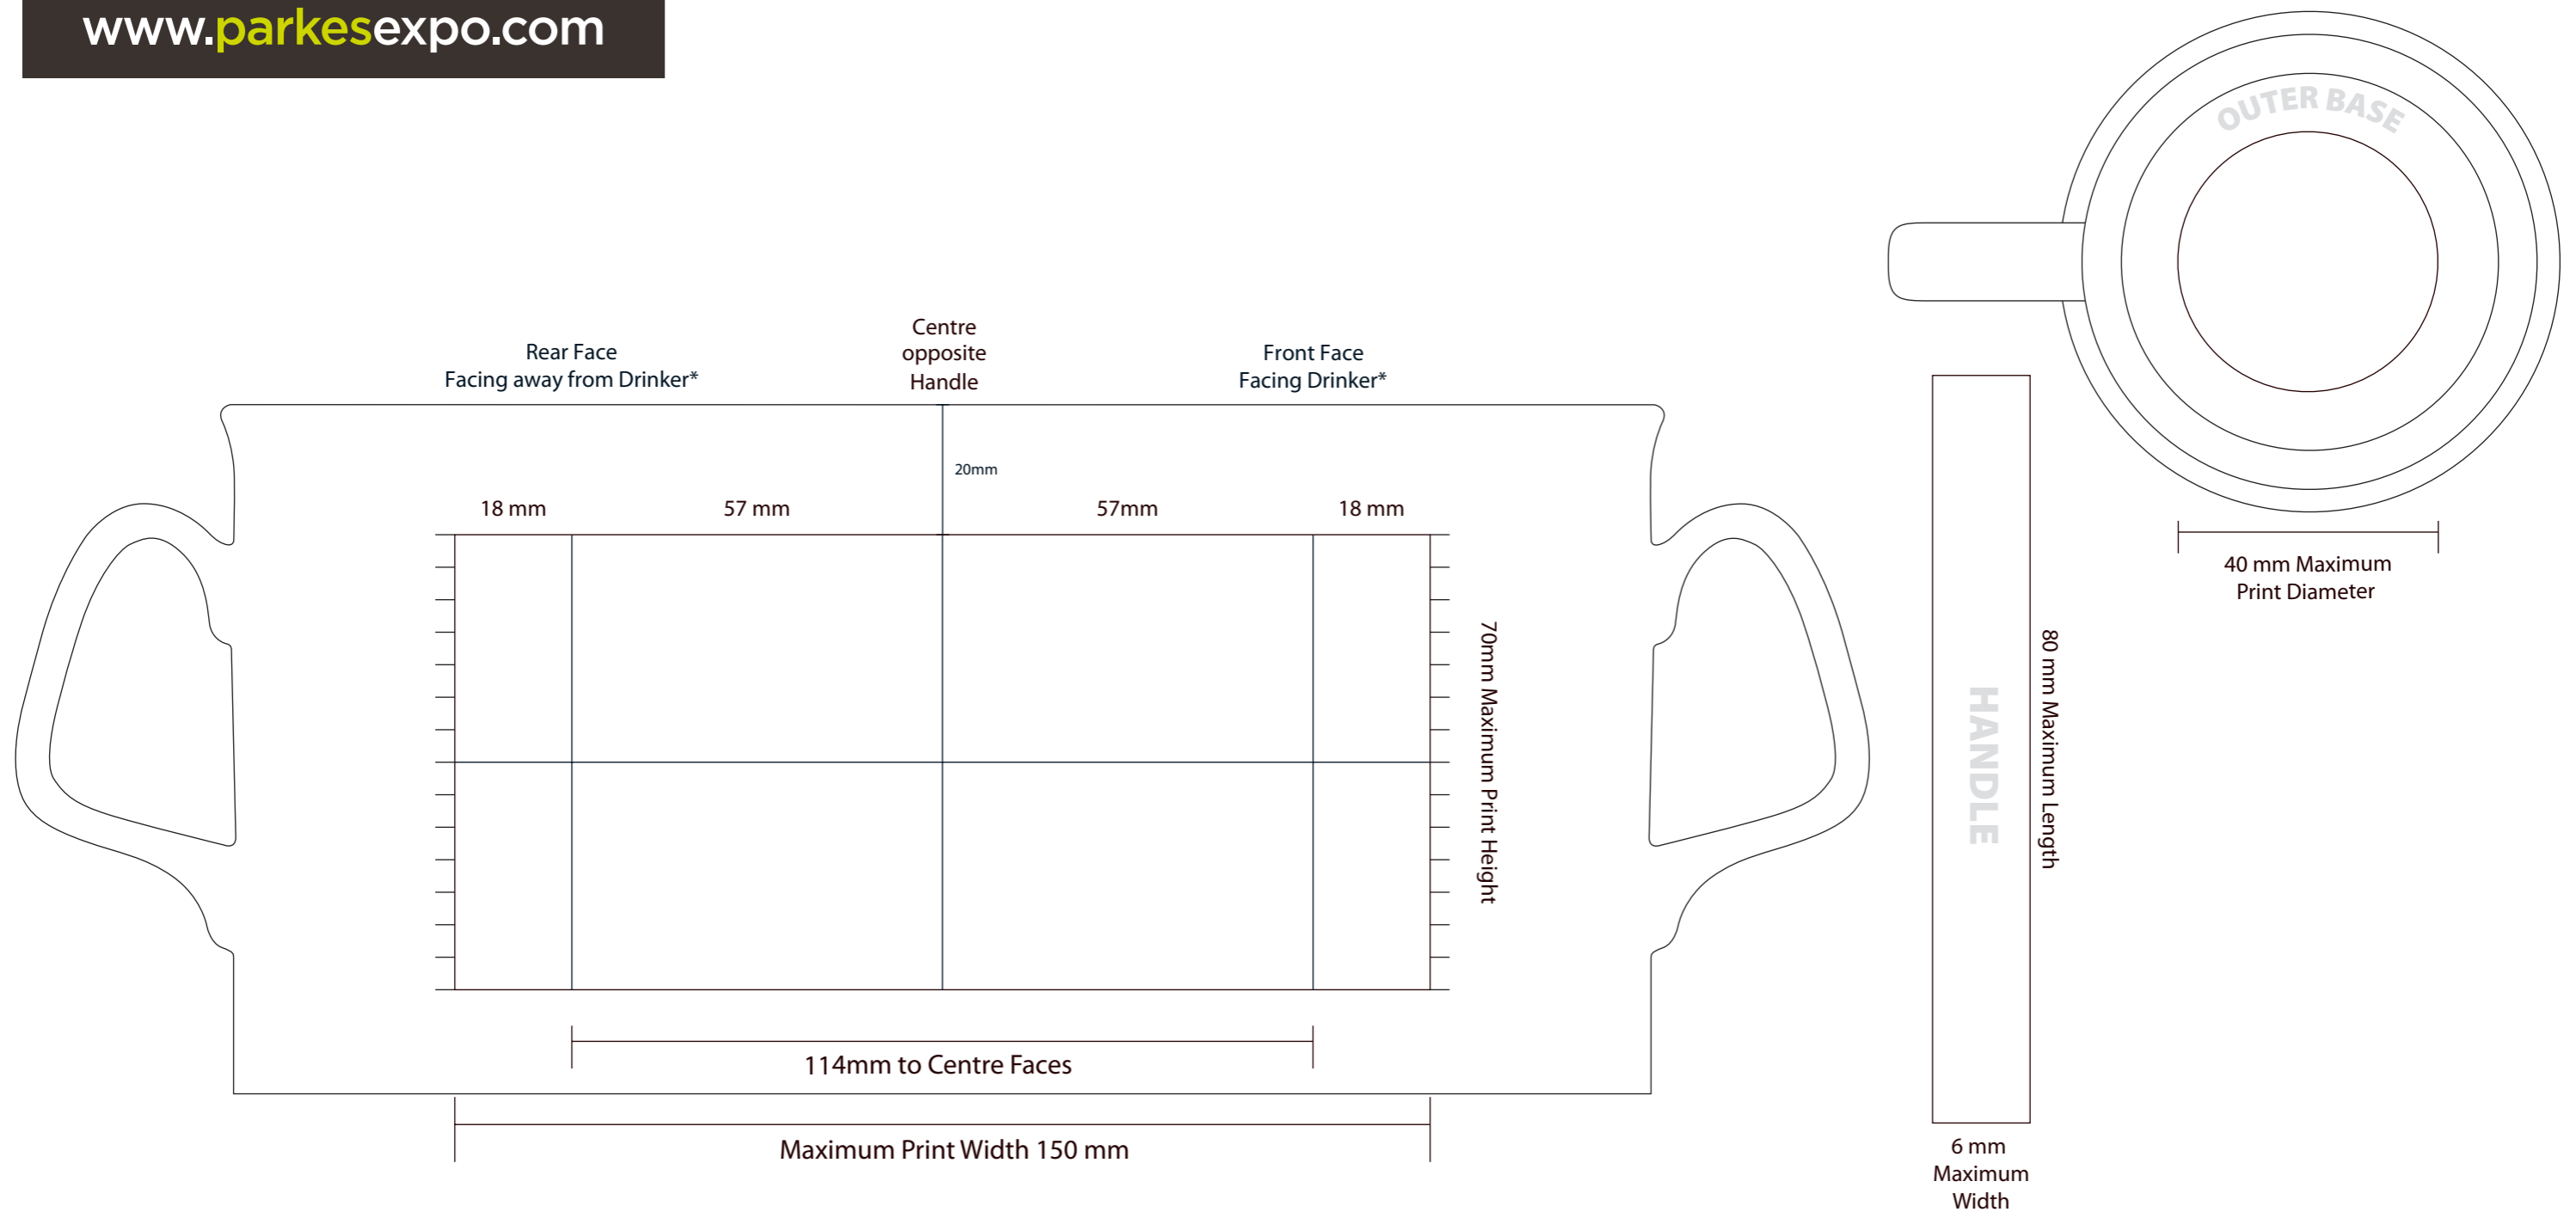 www.parkesexpo.com
OUTER BASE
Centre
opposite
Handle
Rear Face
Facing away from Drinker*
Front Face
Facing Drinker*
20mm
18 mm
57 mm
57mm
18 mm
70mm Maximum Print Height
114mm to Centre Faces
Maximum Print Width 150 mm
40 mm Maximum
Print Diameter
HANDLE
80 mm Maximum Length
6 mm
Maximum
Width